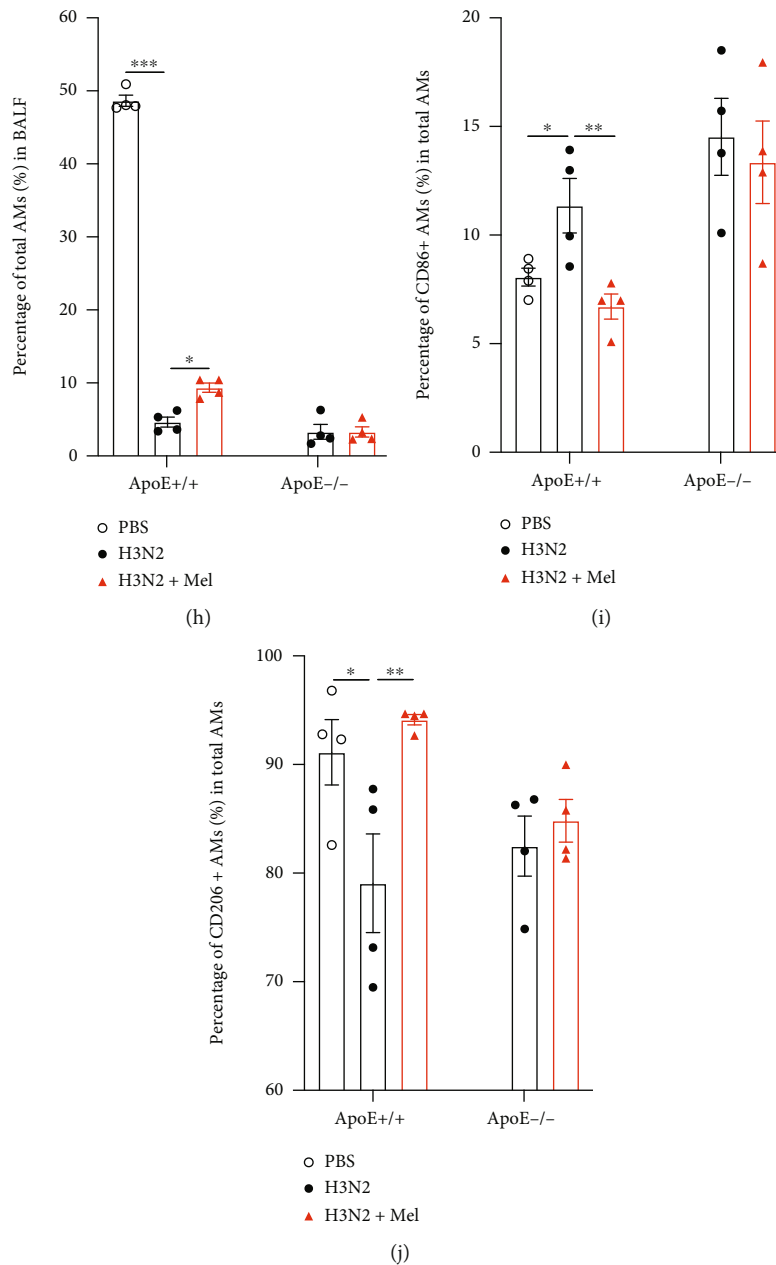 60
50
40
30
20
10
0
Percentage of total AMs (%) in BALF
***
*
ApoE+/+
ApoE−/−
PBS
H3N2
H3N2 + Mel
(h)
20
15
10
5
0
Percentage of CD86+ AMs (%) in total AMs
*
**
ApoE+/+
ApoE−/−
PBS
H3N2
H3N2 + Mel
(i)
100
90
80
70
60
Percentage of CD206 + AMs (%) in total AMs
*
**
ApoE+/+
ApoE−/−
PBS
H3N2
H3N2 + Mel
(j)